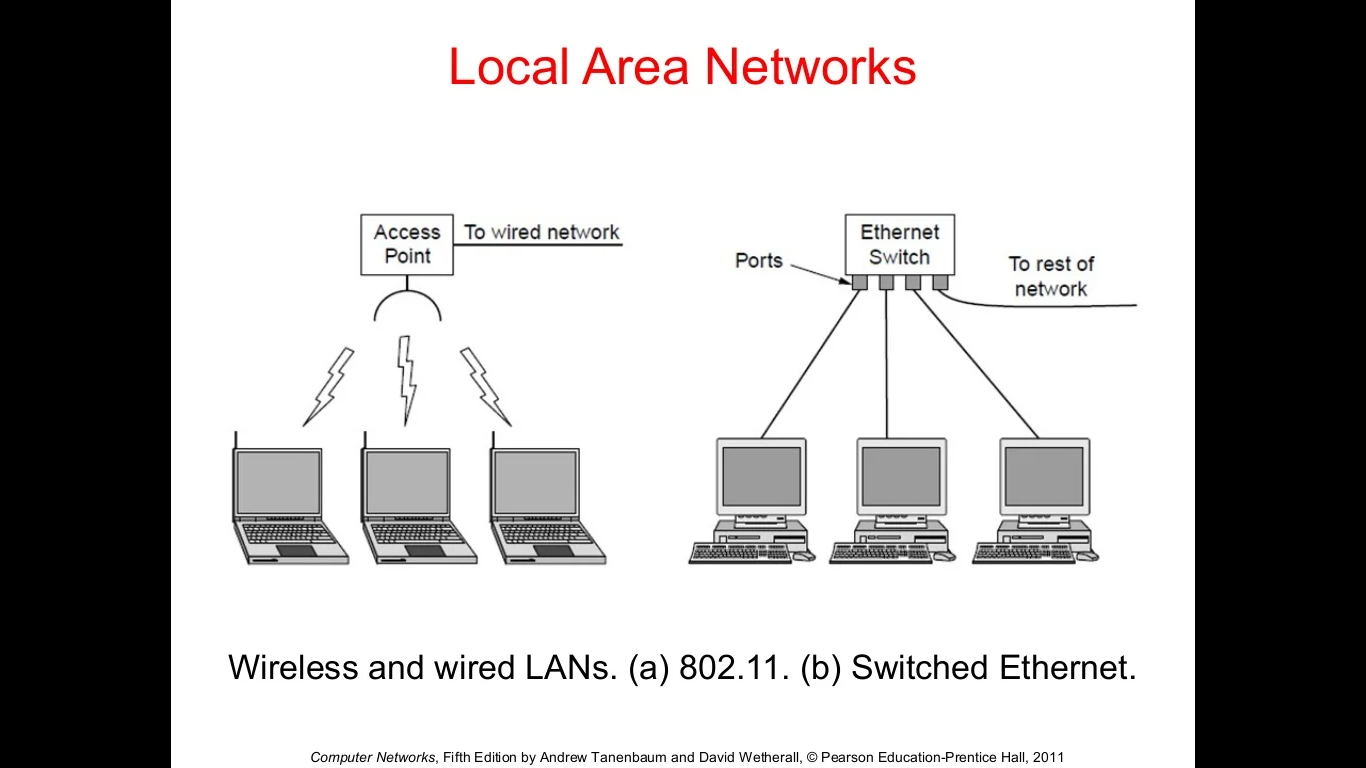 Local Area Networks
Access
Point
To wired network
Ethernet
Switch
Ports
To rest of
network
Wireless and wired LANs. (a) 802.11. (b) Switched Ethernet.
Computer Networks, Fifth Edition by Andrew Tanenbaum and David Wetherall, © Pearson Education-Prentice Hall, 2011